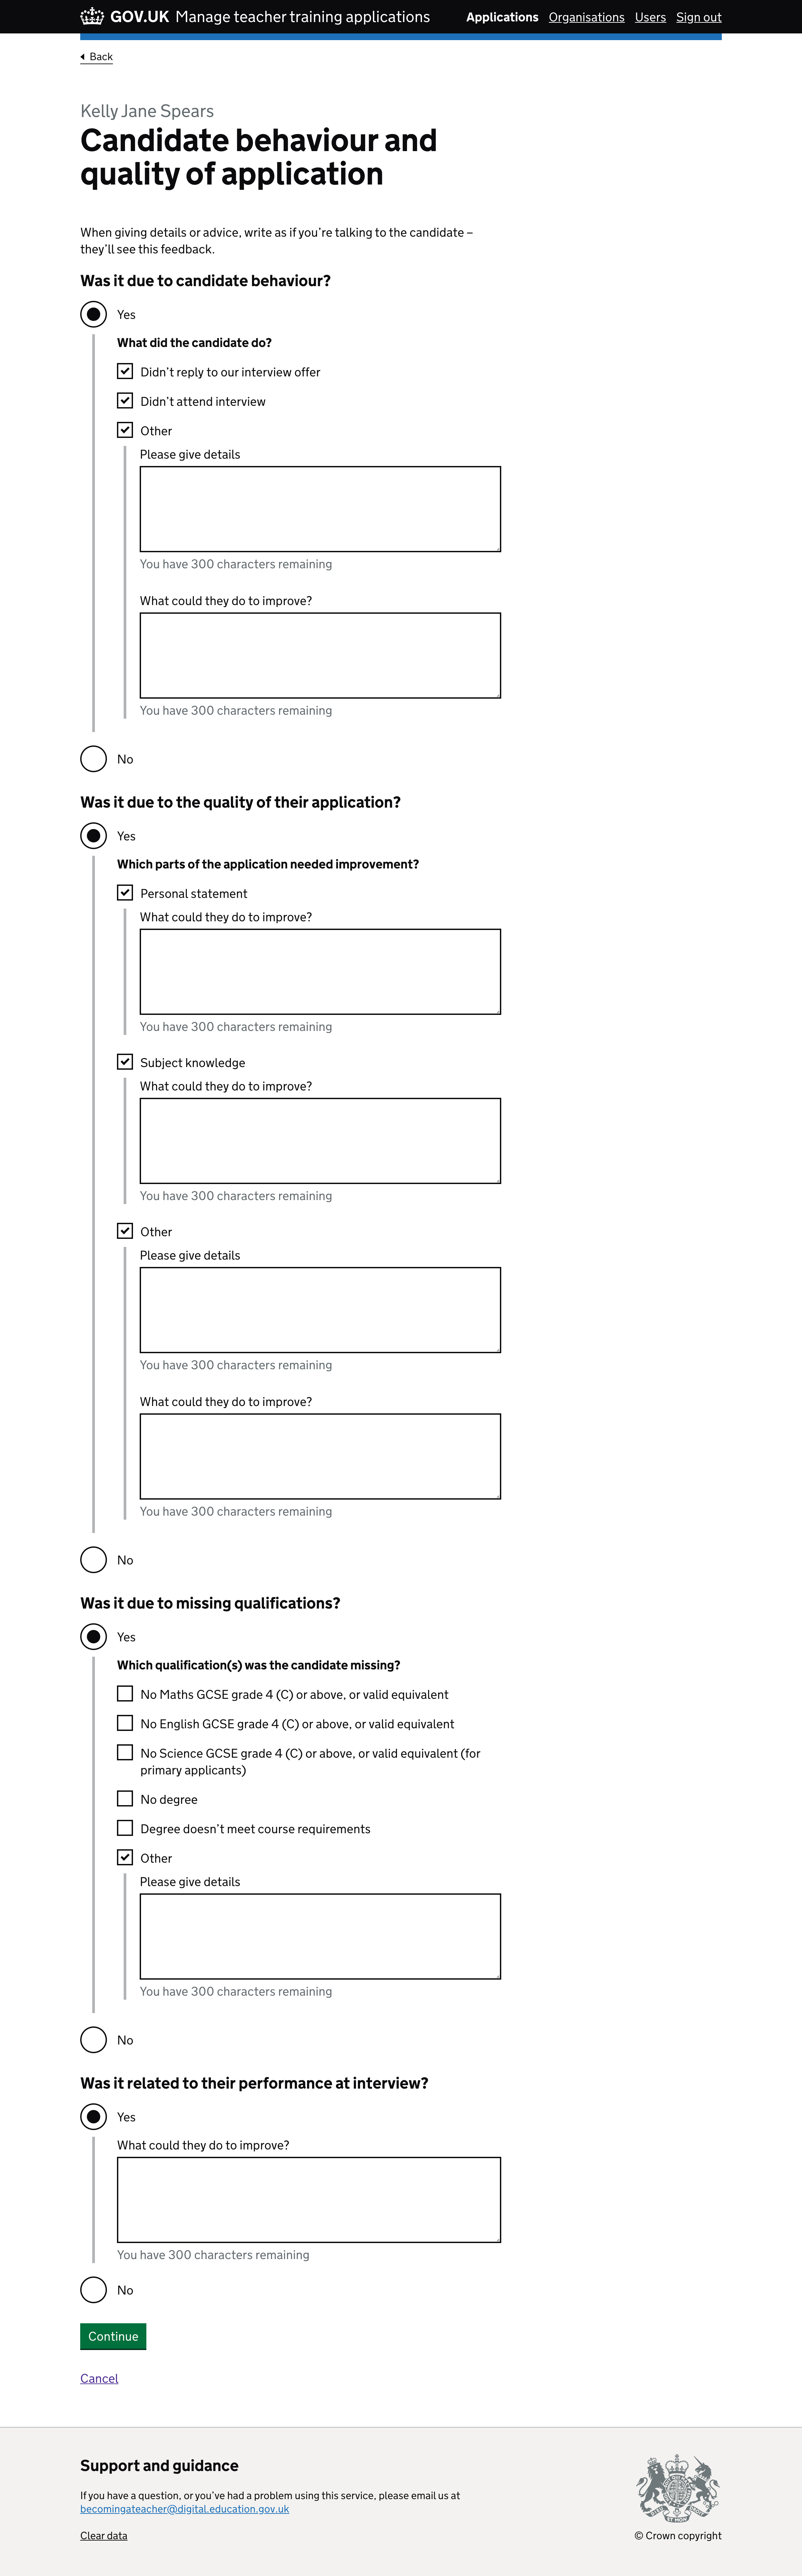 GOV.UK Manage teacher training applications Applications Organisations Users Sign out
Back
Kelly Jane Spears
Candidate behaviour and
quality of application
When giving details or advice, write as if you’re talking to the candidate –
they’ll see this feedback.
Was it due to candidate behaviour?
Yes
What did the candidate do?
Didn’t reply to our interview offer
Didn’t attend interview
Other
Please give details
You have 300 characters remaining
What could they do to improve?
You have 300 characters remaining
No
Was it due to the quality of their application?
Yes
Which parts of the application needed improvement?
Personal statement
What could they do to improve?
You have 300 characters remaining
Subject knowledge
What could they do to improve?
You have 300 characters remaining
Other
Please give details
You have 300 characters remaining
What could they do to improve?
You have 300 characters remaining
No
Was it due to missing qualifications?
Yes
Which qualification(s) was the candidate missing?
No Maths GCSE grade 4 (C) or above, or valid equivalent
No English GCSE grade 4 (C) or above, or valid equivalent
No Science GCSE grade 4 (C) or above, or valid equivalent (for
primary applicants)
No degree
Degree doesn’t meet course requirements
Other
Please give details
You have 300 characters remaining
No
Was it related to their performance at interview?
Yes
What could they do to improve?
You have 300 characters remaining
No
Continue
Cancel
Support and guidance
If you have a question, or you’ve had a problem using this service, please email us at
becomingateacher@digital.education.gov.uk
Clear data
© Crown copyright